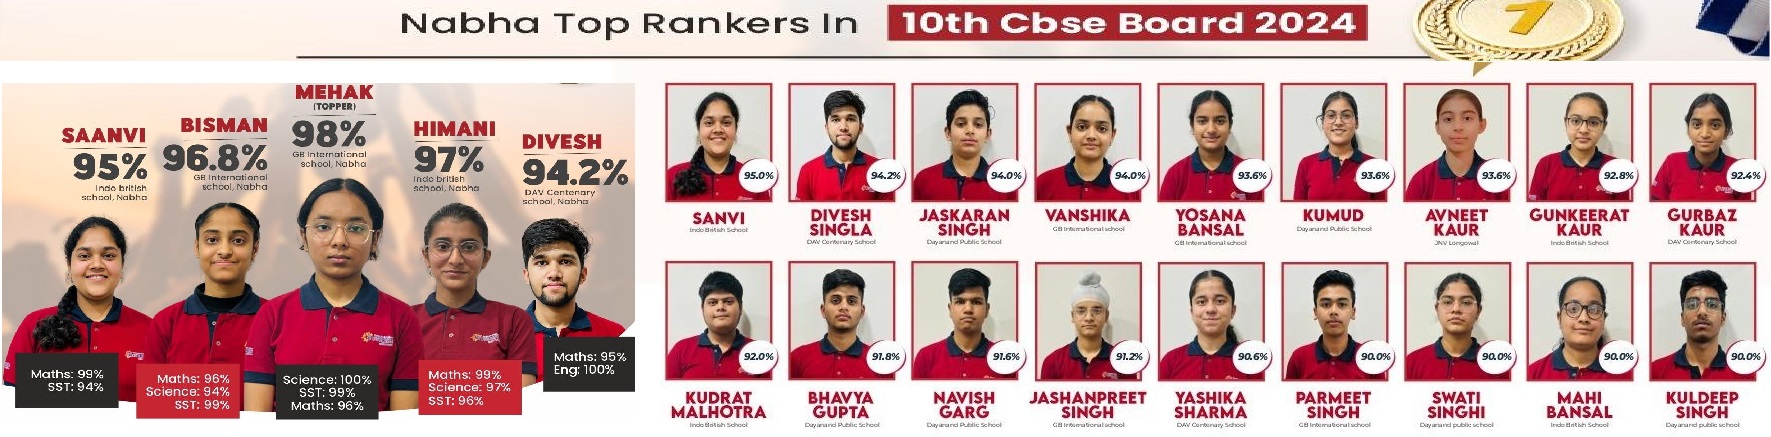 Nabha Top Rankers In 10th Cbse Board 2024
1
MEHAK
(TOPPER)
98%
GB International
school, Nabha
BISMAN
96.8%
GB International
school, Nabha
SAANVI
95%
Indo british
school, Nabha
HIMANI
97%
Indo british
school, Nabha
DIVESH
94.2%
DAV Centenary
school, Nabha
Maths: 99%
SST: 94%
Maths: 96%
Science: 94%
SST: 99%
Science: 100%
SST: 99%
Maths: 96%
Maths: 99%
Science: 97%
SST: 96%
Maths: 95%
Eng: 100%
95.0%
SANVI
Indo British School
94.2%
DIVESH
SINGLA
DAV Centenary School
94.0%
JASKARAN
SINGH
Dayanand Public School
94.0%
VANSHIKA
GB International school
93.6%
YOSANA
BANSAL
GB International school
93.6%
KUMUD
Dayanand Public School
93.6%
AVNEET
KAUR
JNV Longowal
92.8%
GUNKEERAT
KAUR
Indo British School
92.4%
GURBAZ
KAUR
DAV Centenary School
92.0%
KUDRAT
MALHOTRA
Indo British School
91.8%
BHAVYA
GUPTA
Dayanand Public School
91.6%
NAVISH
GARG
Dayanand Public School
91.2%
JASHANPREET
SINGH
GB International school
90.6%
YASHIKA
SHARMA
DAV Centenary School
90.0%
PARMEET
SINGH
GB International school
90.0%
SWATI
SINGHI
Dayanand public school
90.0%
MAHI
BANSAL
Indo British School
90.0%
KULDEEP
SINGH
Dayanand public school